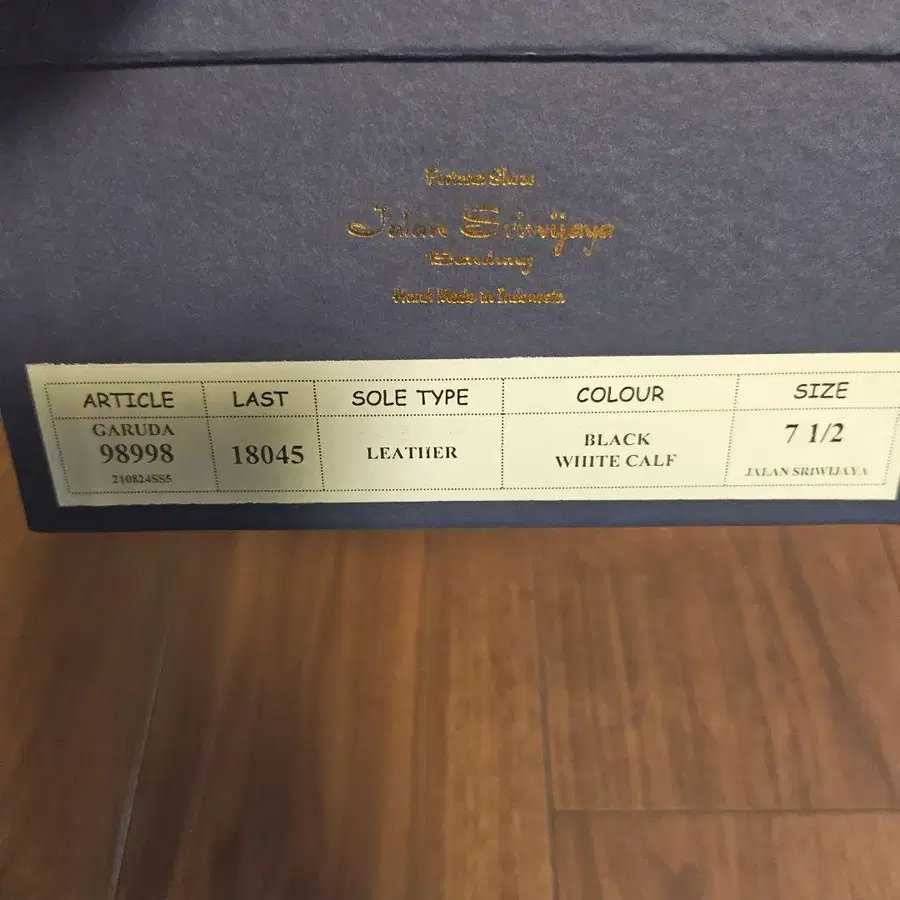 Fortuna Shoes
Jalan Sriwijaya
Bandung
Hand Made in Indonesia
ARTICLE LAST SOLE TYPE COLOUR SIZE
GARUDA
98998
210824SS5
18045
LEATHER
BLACK
WHITE CALF
7 1/2
JALAN SRIWIJAYA